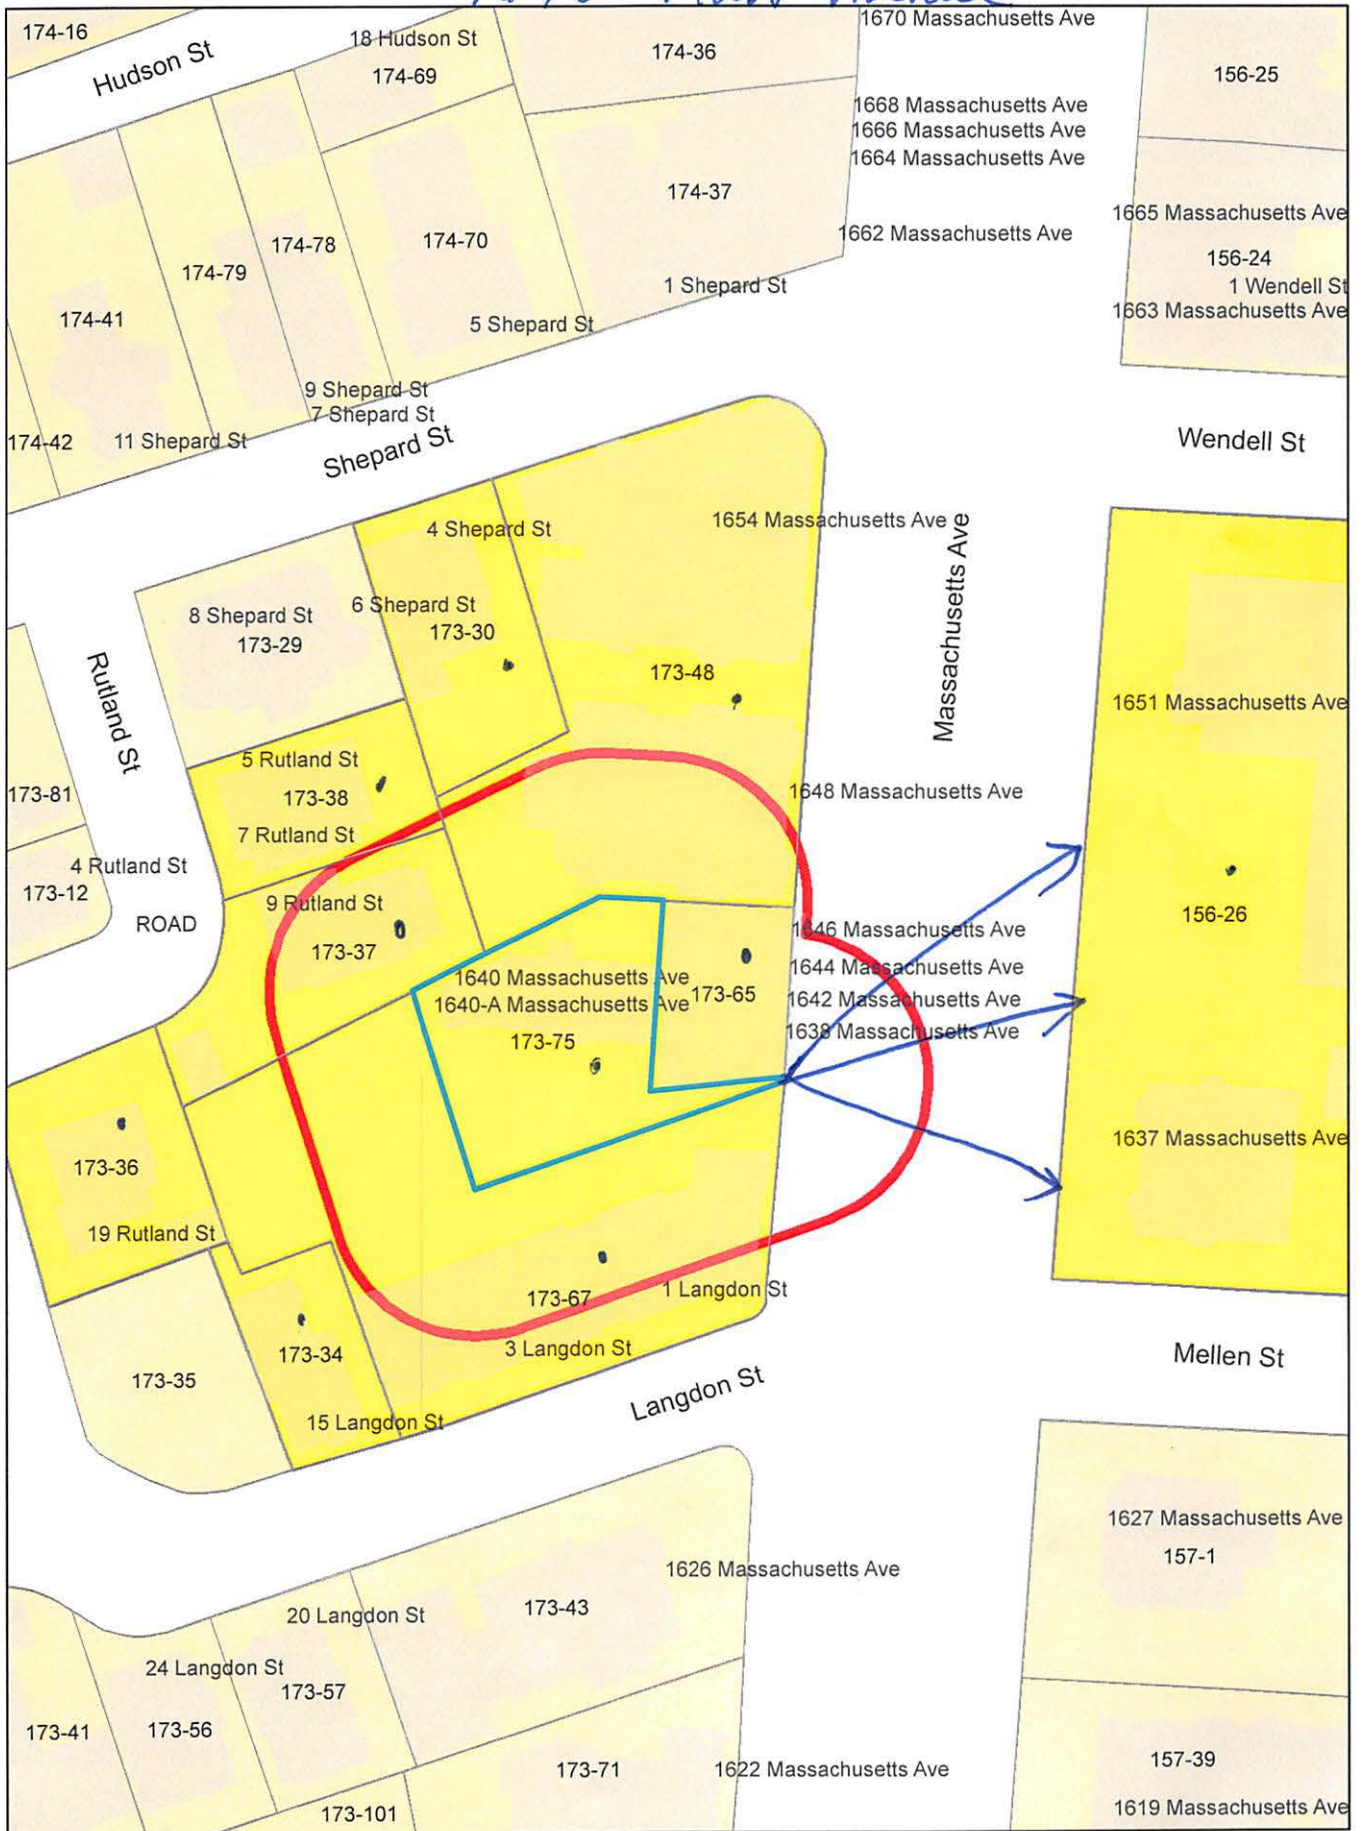 1670 Massachusetts Ave
174-16
18 Hudson St
174-36
Hudson St
174-69
156-25
1668 Massachusetts Ave
1666 Massachusetts Ave
1664 Massachusetts Ave
174-37
1665 Massachusetts Ave
1662 Massachusetts Ave
174-78
174-70
174-79
156-24
1 Shepard St
1 Wendell St
1663 Massachusetts Ave
174-41
5 Shepard St
9 Shepard St
7 Shepard St
174-42
11 Shepard St
Shepard St
Wendell St
4 Shepard St
1654 Massachusetts Ave
Massachusetts Ave
6 Shepard St
8 Shepard St
173-30
173-29
173-48
Rutland St
1651 Massachusetts Ave
5 Rutland St
173-81
173-38
1648 Massachusetts Ave
7 Rutland St
4 Rutland St
173-12
9 Rutland St
ROAD
156-26
1646 Massachusetts Ave
173-37
1644 Massachusetts Ave
1640 Massachusetts Ave
173-65
1640-A Massachusetts Ave
1642 Massachusetts Ave
1638 Massachusetts Ave
173-75
1637 Massachusetts Ave
173-36
19 Rutland St
1 Langdon St
173-67
3 Langdon St
173-34
Mellen St
173-35
Langdon St
15 Langdon St
1627 Massachusetts Ave
157-1
1626 Massachusetts Ave
173-43
20 Langdon St
24 Langdon St
173-57
173-41
173-56
157-39
173-71
1622 Massachusetts Ave
1619 Massachusetts Ave
173-101